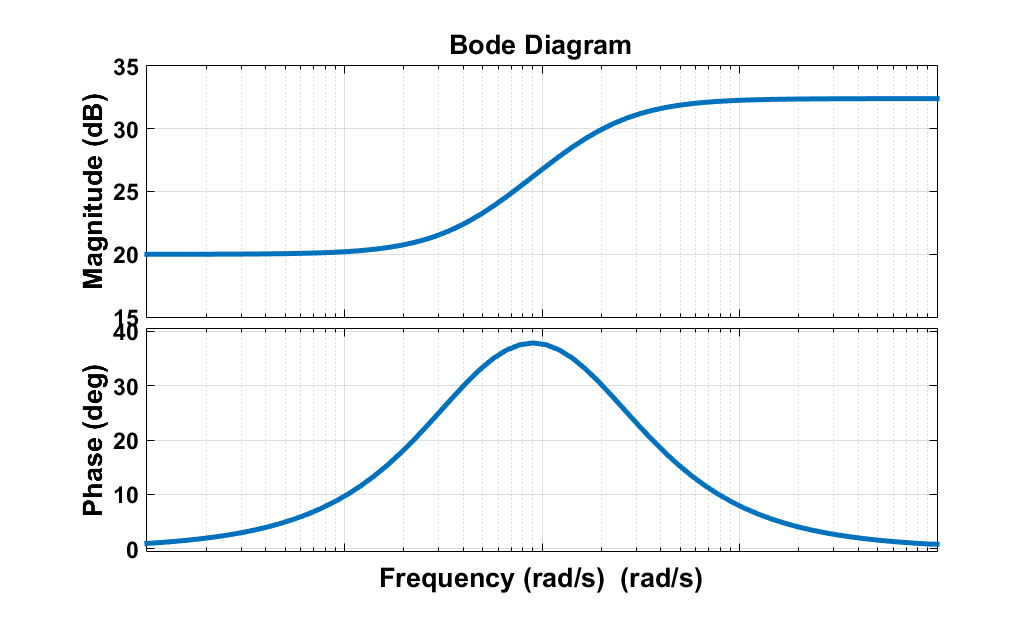 Bode Diagram
Magnitude (dB)
35
30
25
20
15
Phase (deg)
40
30
20
10
0
Frequency (rad/s) (rad/s)